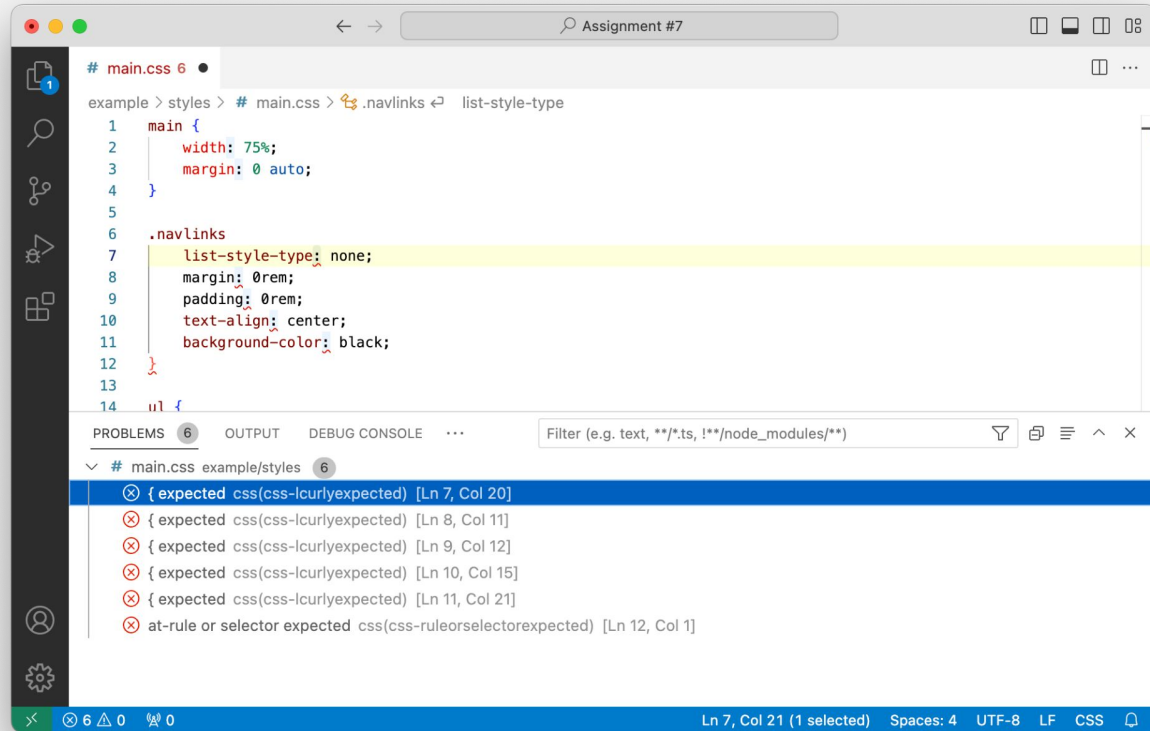 Assignment #7
# main.css 6
1
example > styles > # main.css > .navlinks list-style-type
1 main {
2 width: 75%;
3 margin: 0 auto;
4 }
5
6 .navlinks
7 list-style-type: none;
8 margin: 0rem;
9 padding: 0rem;
10 text-align: center;
11 background-color: black;
12 }
13
14 ul {
PROBLEMS 6 OUTPUT DEBUG CONSOLE ··· Filter (e.g. text, **/*.ts, !**/node_modules/**)
# main.css example/styles 6
{ expected css(css-lcurlyexpected) [Ln 7, Col 20]
{ expected css(css-lcurlyexpected) [Ln 8, Col 11]
{ expected css(css-lcurlyexpected) [Ln 9, Col 12]
{ expected css(css-lcurlyexpected) [Ln 10, Col 15]
{ expected css(css-lcurlyexpected) [Ln 11, Col 21]
at-rule or selector expected css(css-ruleorselectorexpected) [Ln 12, Col 1]
6 0 0 Ln 7, Col 21 (1 selected) Spaces: 4 UTF-8 LF CSS